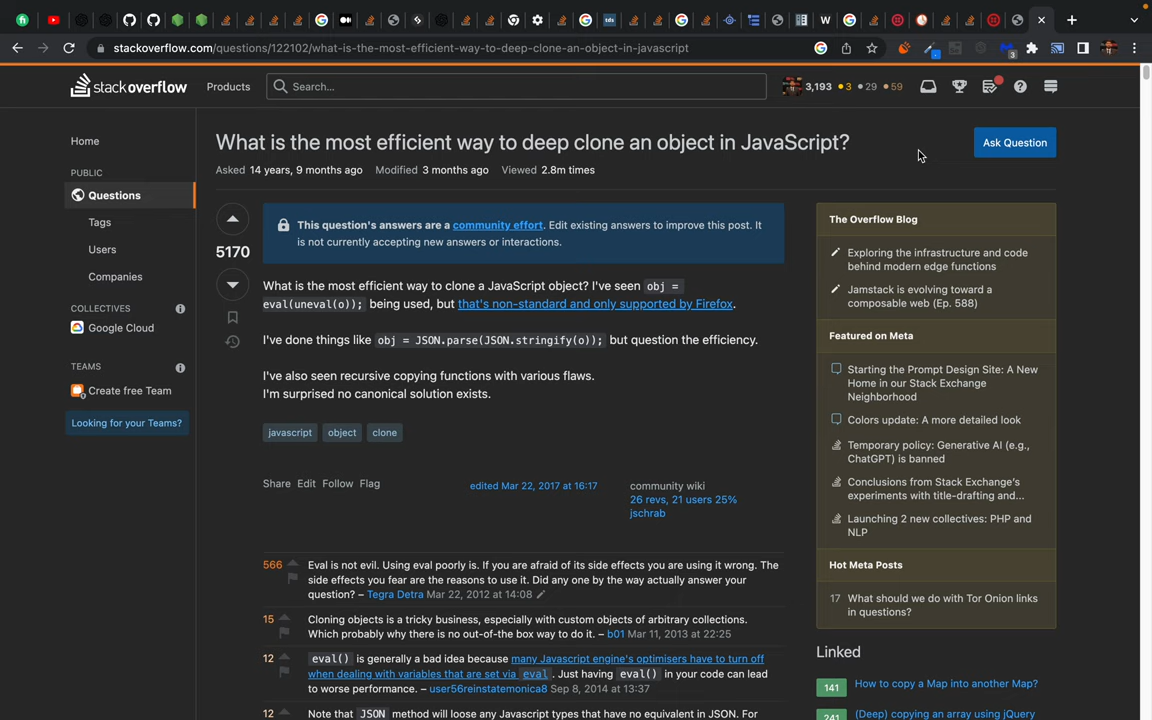 stackoverflow.com/questions/122102/what-is-the-most-efficient-way-to-deep-clone-an-object-in-javascript
3
stackoverflow
Products
Search...
3,193 3 29 59
Home
PUBLIC
Questions
Tags
Users
Companies
COLLECTIVES
Google Cloud
TEAMS
Create free Team
Looking for your Teams?
What is the most efficient way to deep clone an object in JavaScript?
Ask Question
Asked 14 years, 9 months ago Modified 3 months ago Viewed 2.8m times
5170
This question's answers are a community effort. Edit existing answers to improve this post. It
is not currently accepting new answers or interactions.
What is the most efficient way to clone a JavaScript object? I've seen obj =
eval(uneval(o)); being used, but that's non-standard and only supported by Firefox.
I've done things like obj = JSON.parse(JSON.stringify(o)); but question the efficiency.
I've also seen recursive copying functions with various flaws.
I'm surprised no canonical solution exists.
javascript object clone
Share Edit Follow Flag
edited Mar 22, 2017 at 16:17
community wiki
26 revs, 21 users 25%
jschrab
566 Eval is not evil. Using eval poorly is. If you are afraid of its side effects you are using it wrong. The
side effects you fear are the reasons to use it. Did any one by the way actually answer your
question? – Tegra Detra Mar 22, 2012 at 14:08
15 Cloning objects is a tricky business, especially with custom objects of arbitrary collections.
Which probably why there is no out-of-the box way to do it. – b01 Mar 11, 2013 at 22:25
12 eval() is generally a bad idea because many Javascript engine's optimisers have to turn off
when dealing with variables that are set via eval. Just having eval() in your code can lead
to worse performance. – user56reinstatemonica8 Sep 8, 2014 at 13:37
12 Note that JSON method will loose any Javascript types that have no equivalent in JSON. For
The Overflow Blog
Exploring the infrastructure and code
behind modern edge functions
Jamstack is evolving toward a
composable web (Ep. 588)
Featured on Meta
Starting the Prompt Design Site: A New
Home in our Stack Exchange
Neighborhood
Colors update: A more detailed look
Temporary policy: Generative AI (e.g.,
ChatGPT) is banned
Conclusions from Stack Exchange's
experiments with title-drafting and...
Launching 2 new collectives: PHP and
NLP
Hot Meta Posts
17 What should we do with Tor Onion links
in questions?
Linked
141 How to copy a Map into another Map?
241 (Deep) copying an array using jQuery